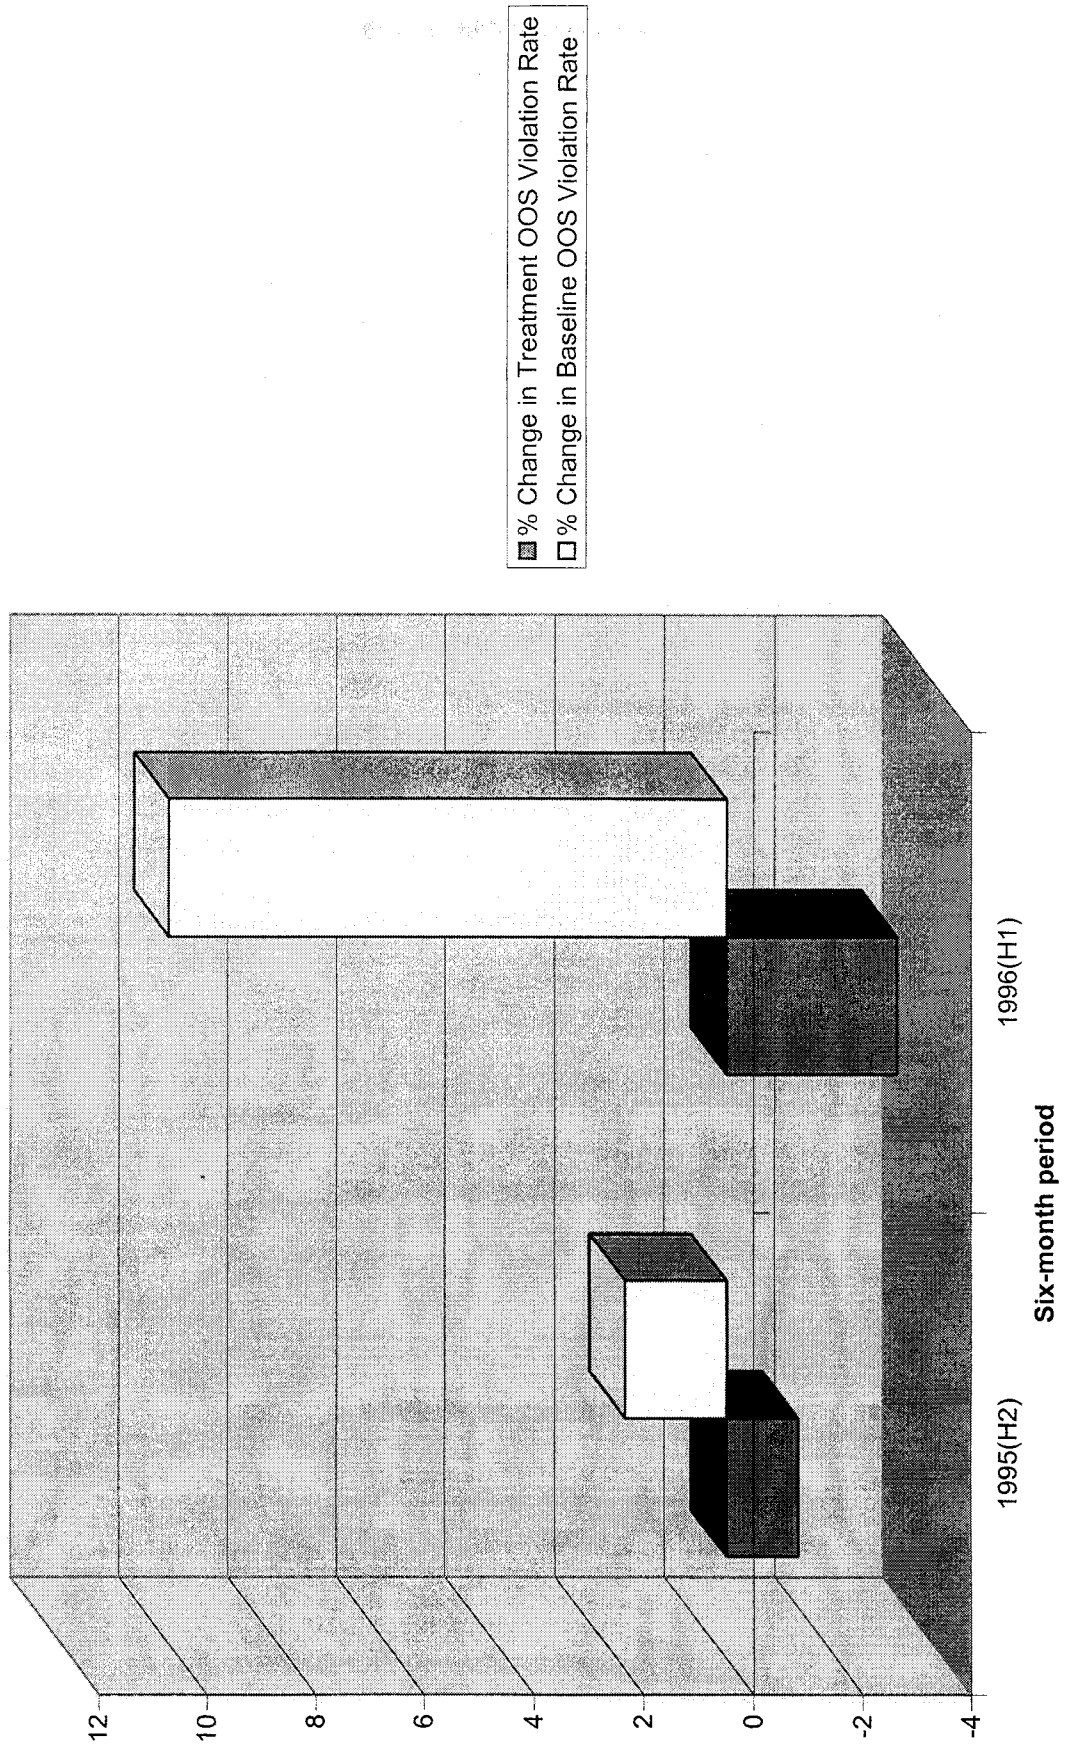 % Change in Treatment OOS Violation Rate
% Change in Baseline OOS Violation Rate
12
10
8
6
4
2
0
-2
-4
1995(H2)
1996(H1)
Six-month period